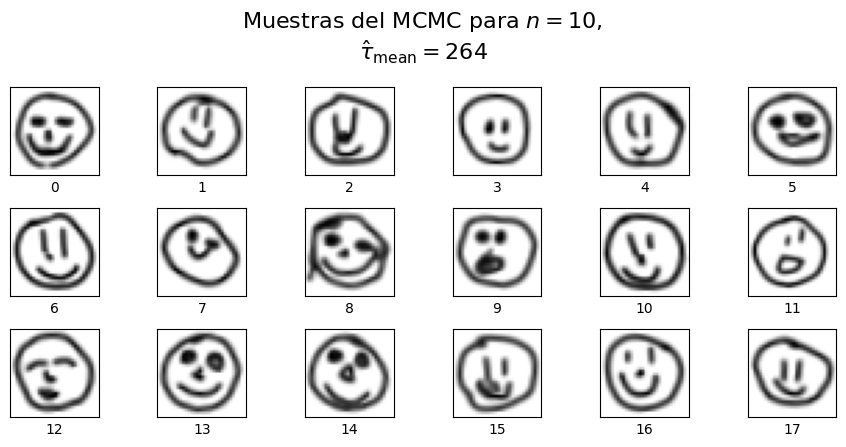 Muestras del MCMC para n = 10,
τ̂mean = 264
0 1 2 3 4 5
6 7 8 9 10 11
12 13 14 15 16 17